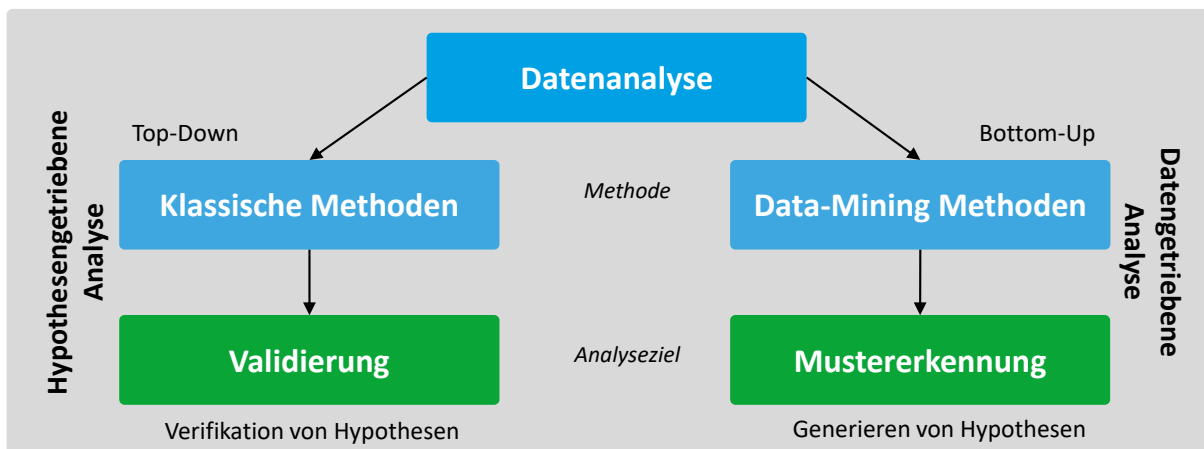 Datenanalyse
Top-Down
Bottom-Up
Hypothesengetriebene
Analyse
Klassische Methoden
Methode
Data-Mining Methoden
Datengetriebene
Analyse
Validierung
Analyseziel
Mustererkennung
Verifikation von Hypothesen
Generieren von Hypothesen